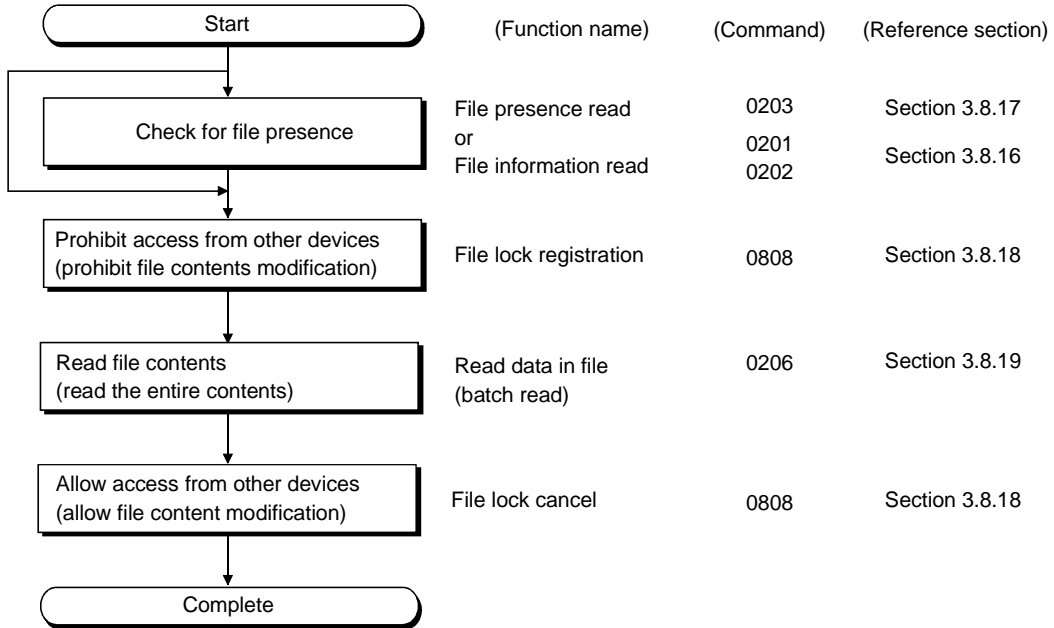 Start
(Function name)
(Command)
(Reference section)
Check for file presence
File presence read
or
File information read
0203
0201
0202
Section 3.8.17
Section 3.8.16
Prohibit access from other devices
(prohibit file contents modification)
File lock registration
0808
Section 3.8.18
Read file contents
(read the entire contents)
Read data in file
(batch read)
0206
Section 3.8.19
Allow access from other devices
(allow file content modification)
File lock cancel
0808
Section 3.8.18
Complete